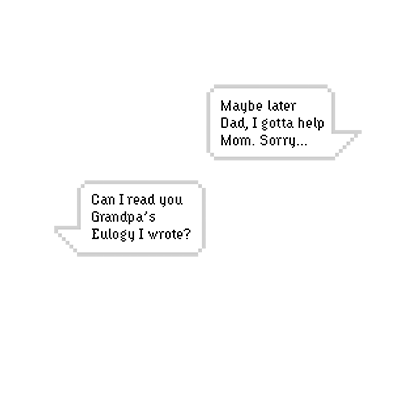 Maybe later
Dad, I gotta help
Mom. Sorry...
Can I read you
Grandpa's
Eulogy I wrote?